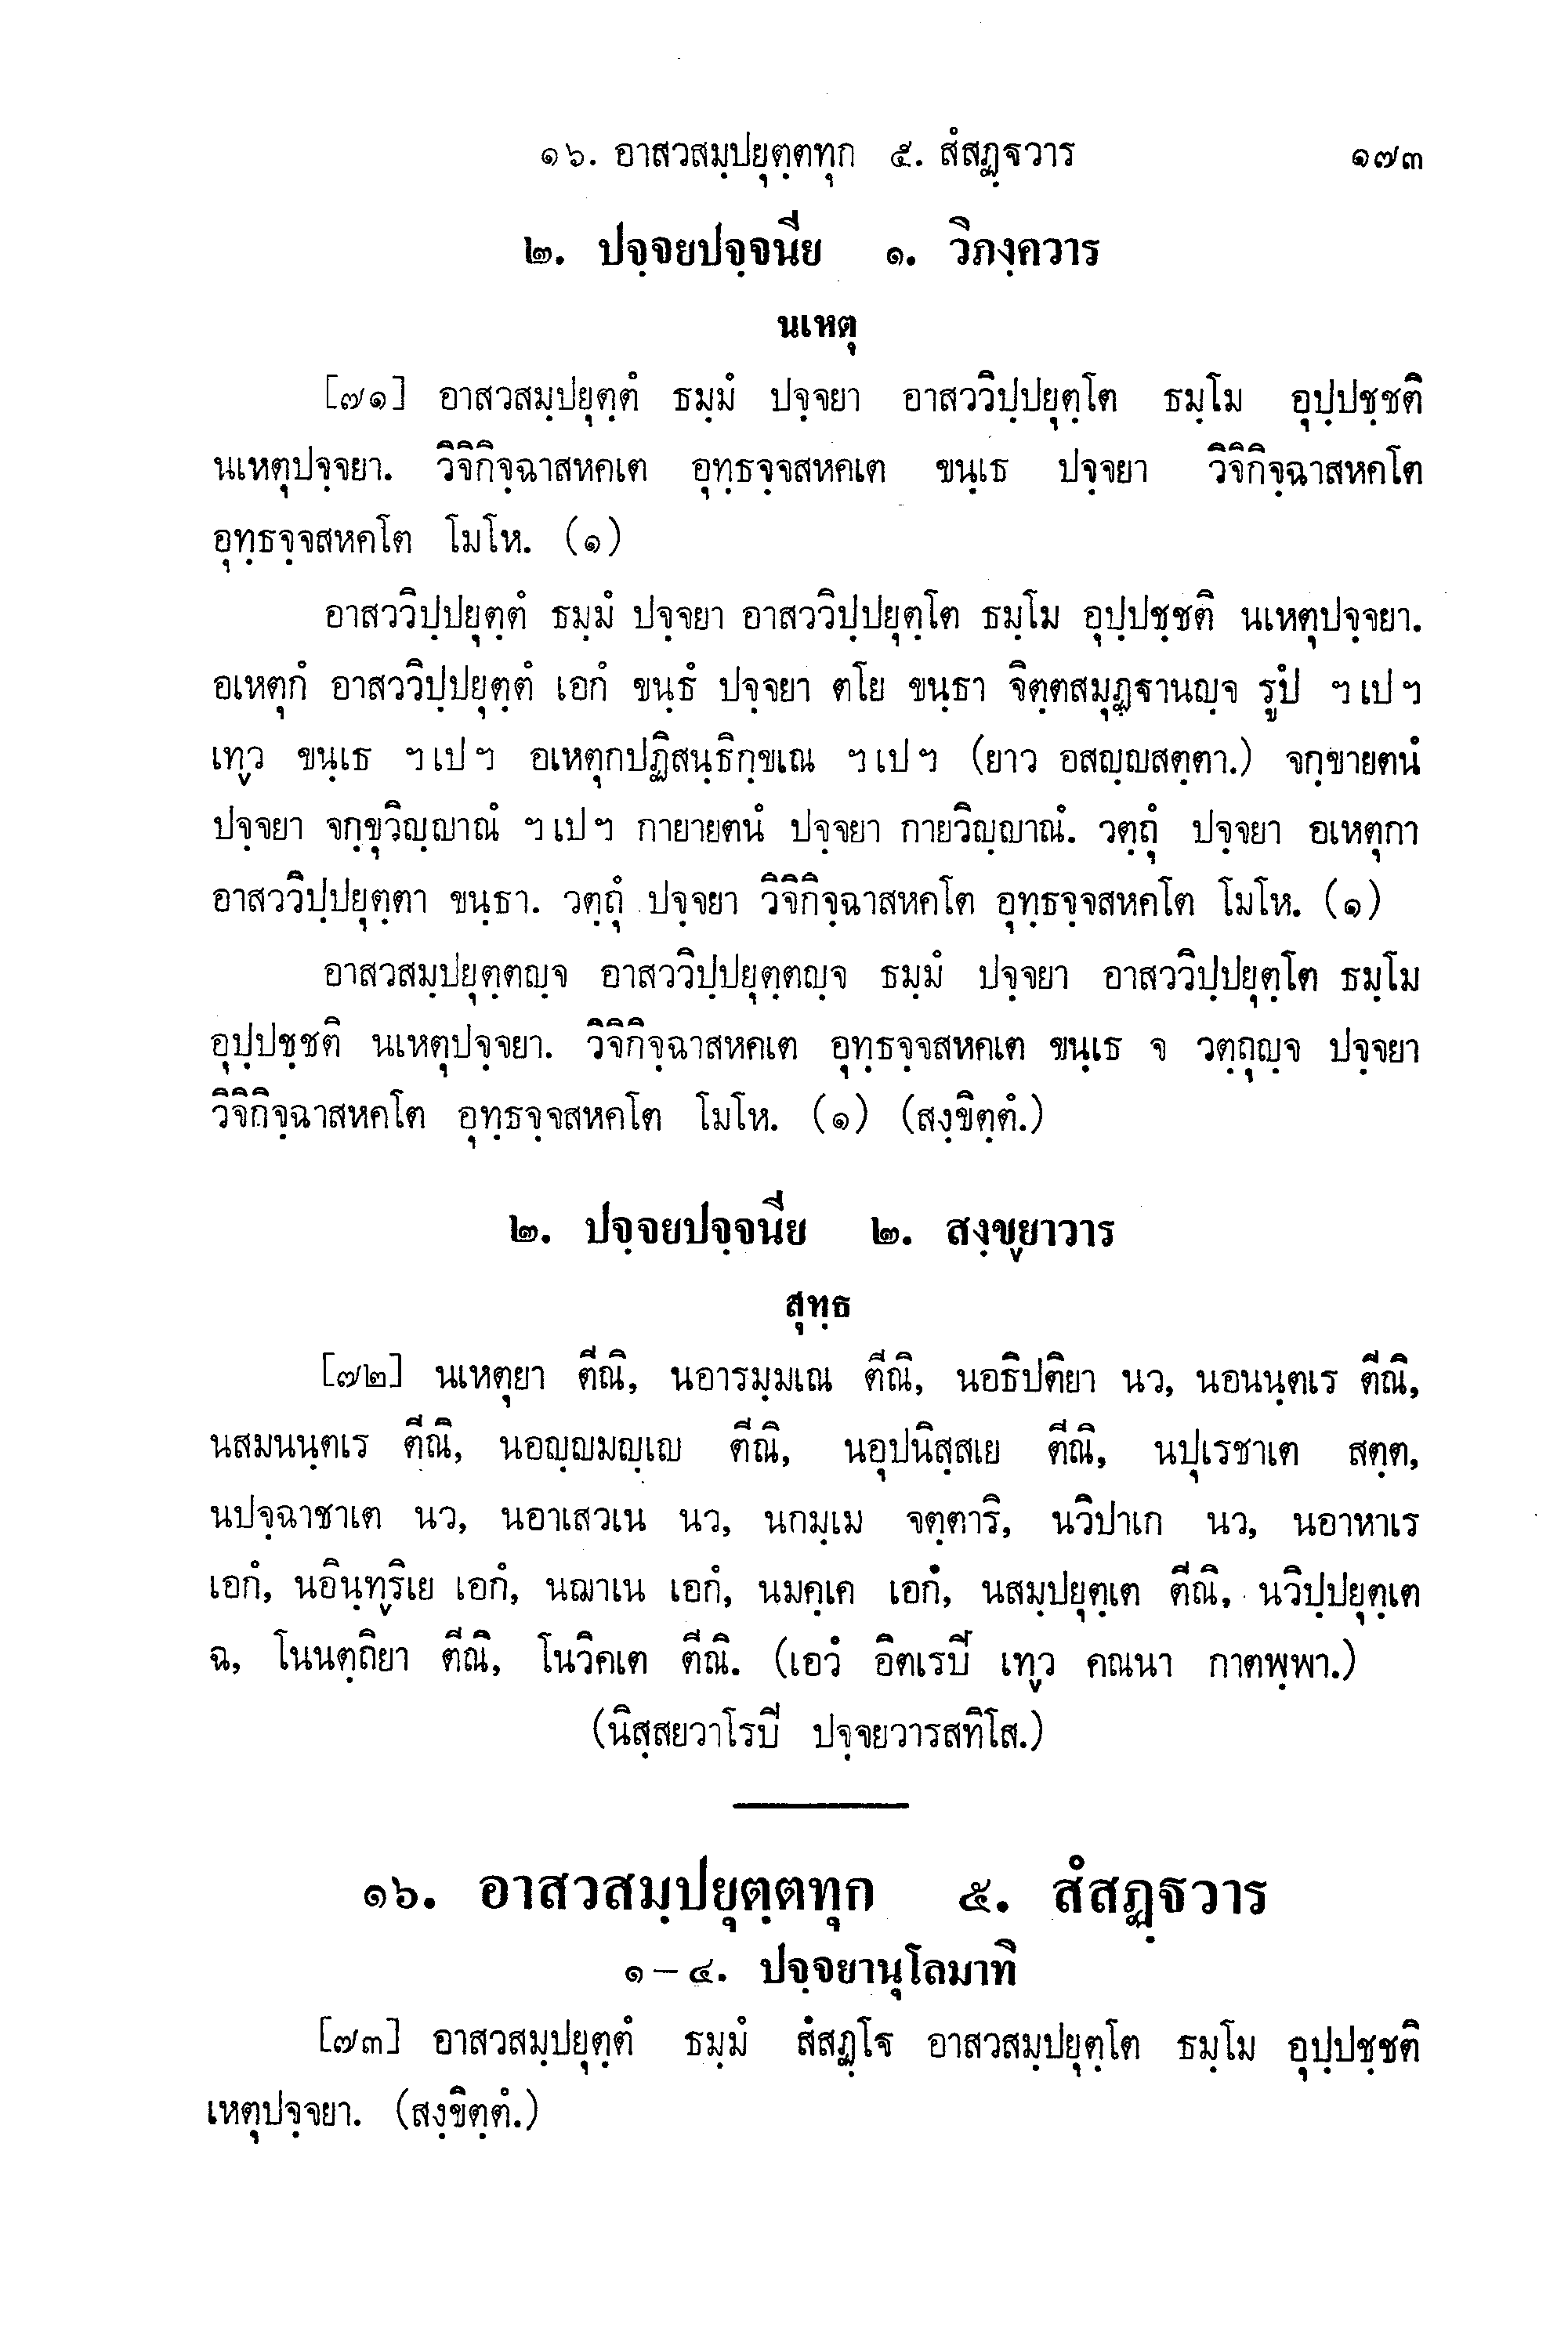 ๑๖. อาสวสมฺปยุตฺตทุก ๕. สํสฏฺฐวาร ๑๗๓
๒. ปจฺจยปจฺจนีย ๑. วิภงฺควาร
นเหตุ
[๗๑] อาสวสมฺปยุตฺตํ ธมฺมํ ปจฺจยา อาสววิปฺปยุตฺโต ธมฺโม อุปฺปชฺชติ
นเหตุปจฺจยา. วิจิกิจฺฉาสหคเต อุทฺธจฺจสหคเต ขนฺเธ ปจฺจยา วิจิกิจฺฉาสหคโต
อุทฺธจฺจสหคโต โมโห. (๑)
อาสววิปฺปยุตฺตํ ธมฺมํ ปจฺจยา อาสววิปฺปยุตฺโต ธมฺโม อุปฺปชฺชติ นเหตุปจฺจยา.
อเหตุกํ อาสววิปฺปยุตฺตํ เอกํ ขนฺธํ ปจฺจยา ตโย ขนฺธา จิตฺตสมุฏฺฐานญฺจ รูปํ ฯเปฯ
เทฺว ขนฺเธ ฯเปฯ อเหตุกปฏิสนฺธิกฺขเณ ฯเปฯ (ยาว อสญฺญสตฺตา.) จกฺขายตนํ
ปจฺจยา จกฺขุวิญฺญาณํ ฯเปฯ กายายตนํ ปจฺจยา กายวิญฺญาณํ. วตฺถุํ ปจฺจยา อเหตุกา
อาสววิปฺปยุตฺตา ขนฺธา. วตฺถุํ ปจฺจยา วิจิกิจฺฉาสหคโต อุทฺธจฺจสหคโต โมโห. (๑)
อาสวสมฺปยุตฺตญฺจ อาสววิปฺปยุตฺตญฺจ ธมฺมํ ปจฺจยา อาสววิปฺปยุตฺโต ธมฺโม
อุปฺปชฺชติ นเหตุปจฺจยา. วิจิกิจฺฉาสหคเต อุทฺธจฺจสหคเต ขนฺเธ จ วตฺถุญฺจ ปจฺจยา
วิจิกิจฺฉาสหคโต อุทฺธจฺจสหคโต โมโห. (๑) (สงฺขิตฺตํ.)
๒. ปจฺจยปจฺจนีย ๒. สงฺขฺยาวาร
สุทฺธ
[๗๒] นเหตุยา ตีณิ, นอารมฺมเณ ตีณิ, นอธิปติยา นว, นอนนฺตเร ตีณิ,
นสมนนฺตเร ตีณิ, นอญฺญมญฺเญ ตีณิ, นอุปนิสฺสเย ตีณิ, นปุเรชาเต สตฺต,
นปจฺฉาชาเต นว, นอาเสวเน นว, นกมฺเม จตฺตาริ, นวิปาเก นว, นอาหาเร
เอกํ, นอินฺทฺริเย เอกํ, นฌาเน เอกํ, นมคฺเค เอกํ, นสมฺปยุตฺเต ตีณิ, นวิปฺปยุตฺเต
ฉ, โนนตฺถิยา ตีณิ, โนวิคเต ตีณิ. (เอวํ อิตเรปิ เทฺว คณนา กาตพฺพา.)
(นิสฺสยวาโรปิ ปจฺจยวารสทิโส.)
๑๖. อาสวสมฺปยุตฺตทุก ๕. สํสฏฺฐวาร
๑-๔. ปจฺจยานุโลมาทิ
[๗๓] อาสวสมฺปยุตฺตํ ธมฺมํ สํสฏฺโฐ อาสวสมฺปยุตฺโต ธมฺโม อุปฺปชฺชติ
เหตุปจฺจยา. (สงฺขิตฺตํ.)